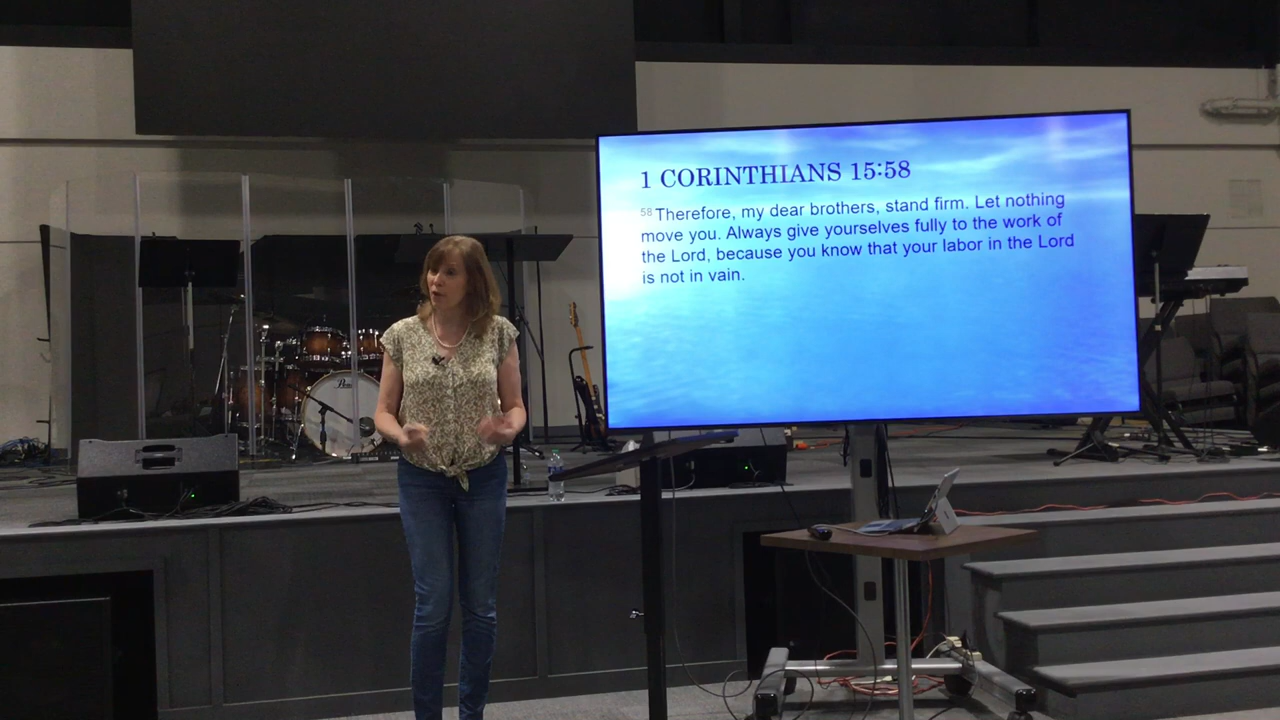 1 CORINTHIANS 15:58
58 Therefore, my dear brothers, stand firm. Let nothing
move you. Always give yourselves fully to the work of
the Lord, because you know that your labor in the Lord
is not in vain.